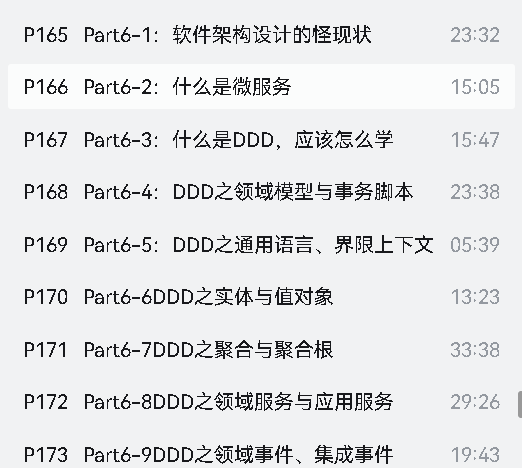 P165 Part6-1：软件架构设计的怪现状 23:32
P166 Part6-2：什么是微服务 15:05
P167 Part6-3：什么是DDD，应该怎么学 15:47
P168 Part6-4：DDD之领域模型与事务脚本 23:38
P169 Part6-5：DDD之通用语言、界限上下文 05:39
P170 Part6-6DDD之实体与值对象 13:23
P171 Part6-7DDD之聚合与聚合根 33:38
P172 Part6-8DDD之领域服务与应用服务 29:26
P173 Part6-9DDD之领域事件、集成事件 19:43